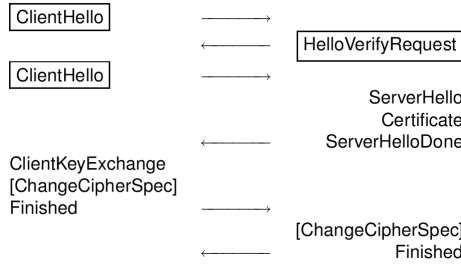 ClientHello
HelloVerifyRequest
ClientHello
ServerHello
Certificate
ServerHelloDone
ClientKeyExchange
[ChangeCipherSpec]
Finished
[ChangeCipherSpec]
Finished